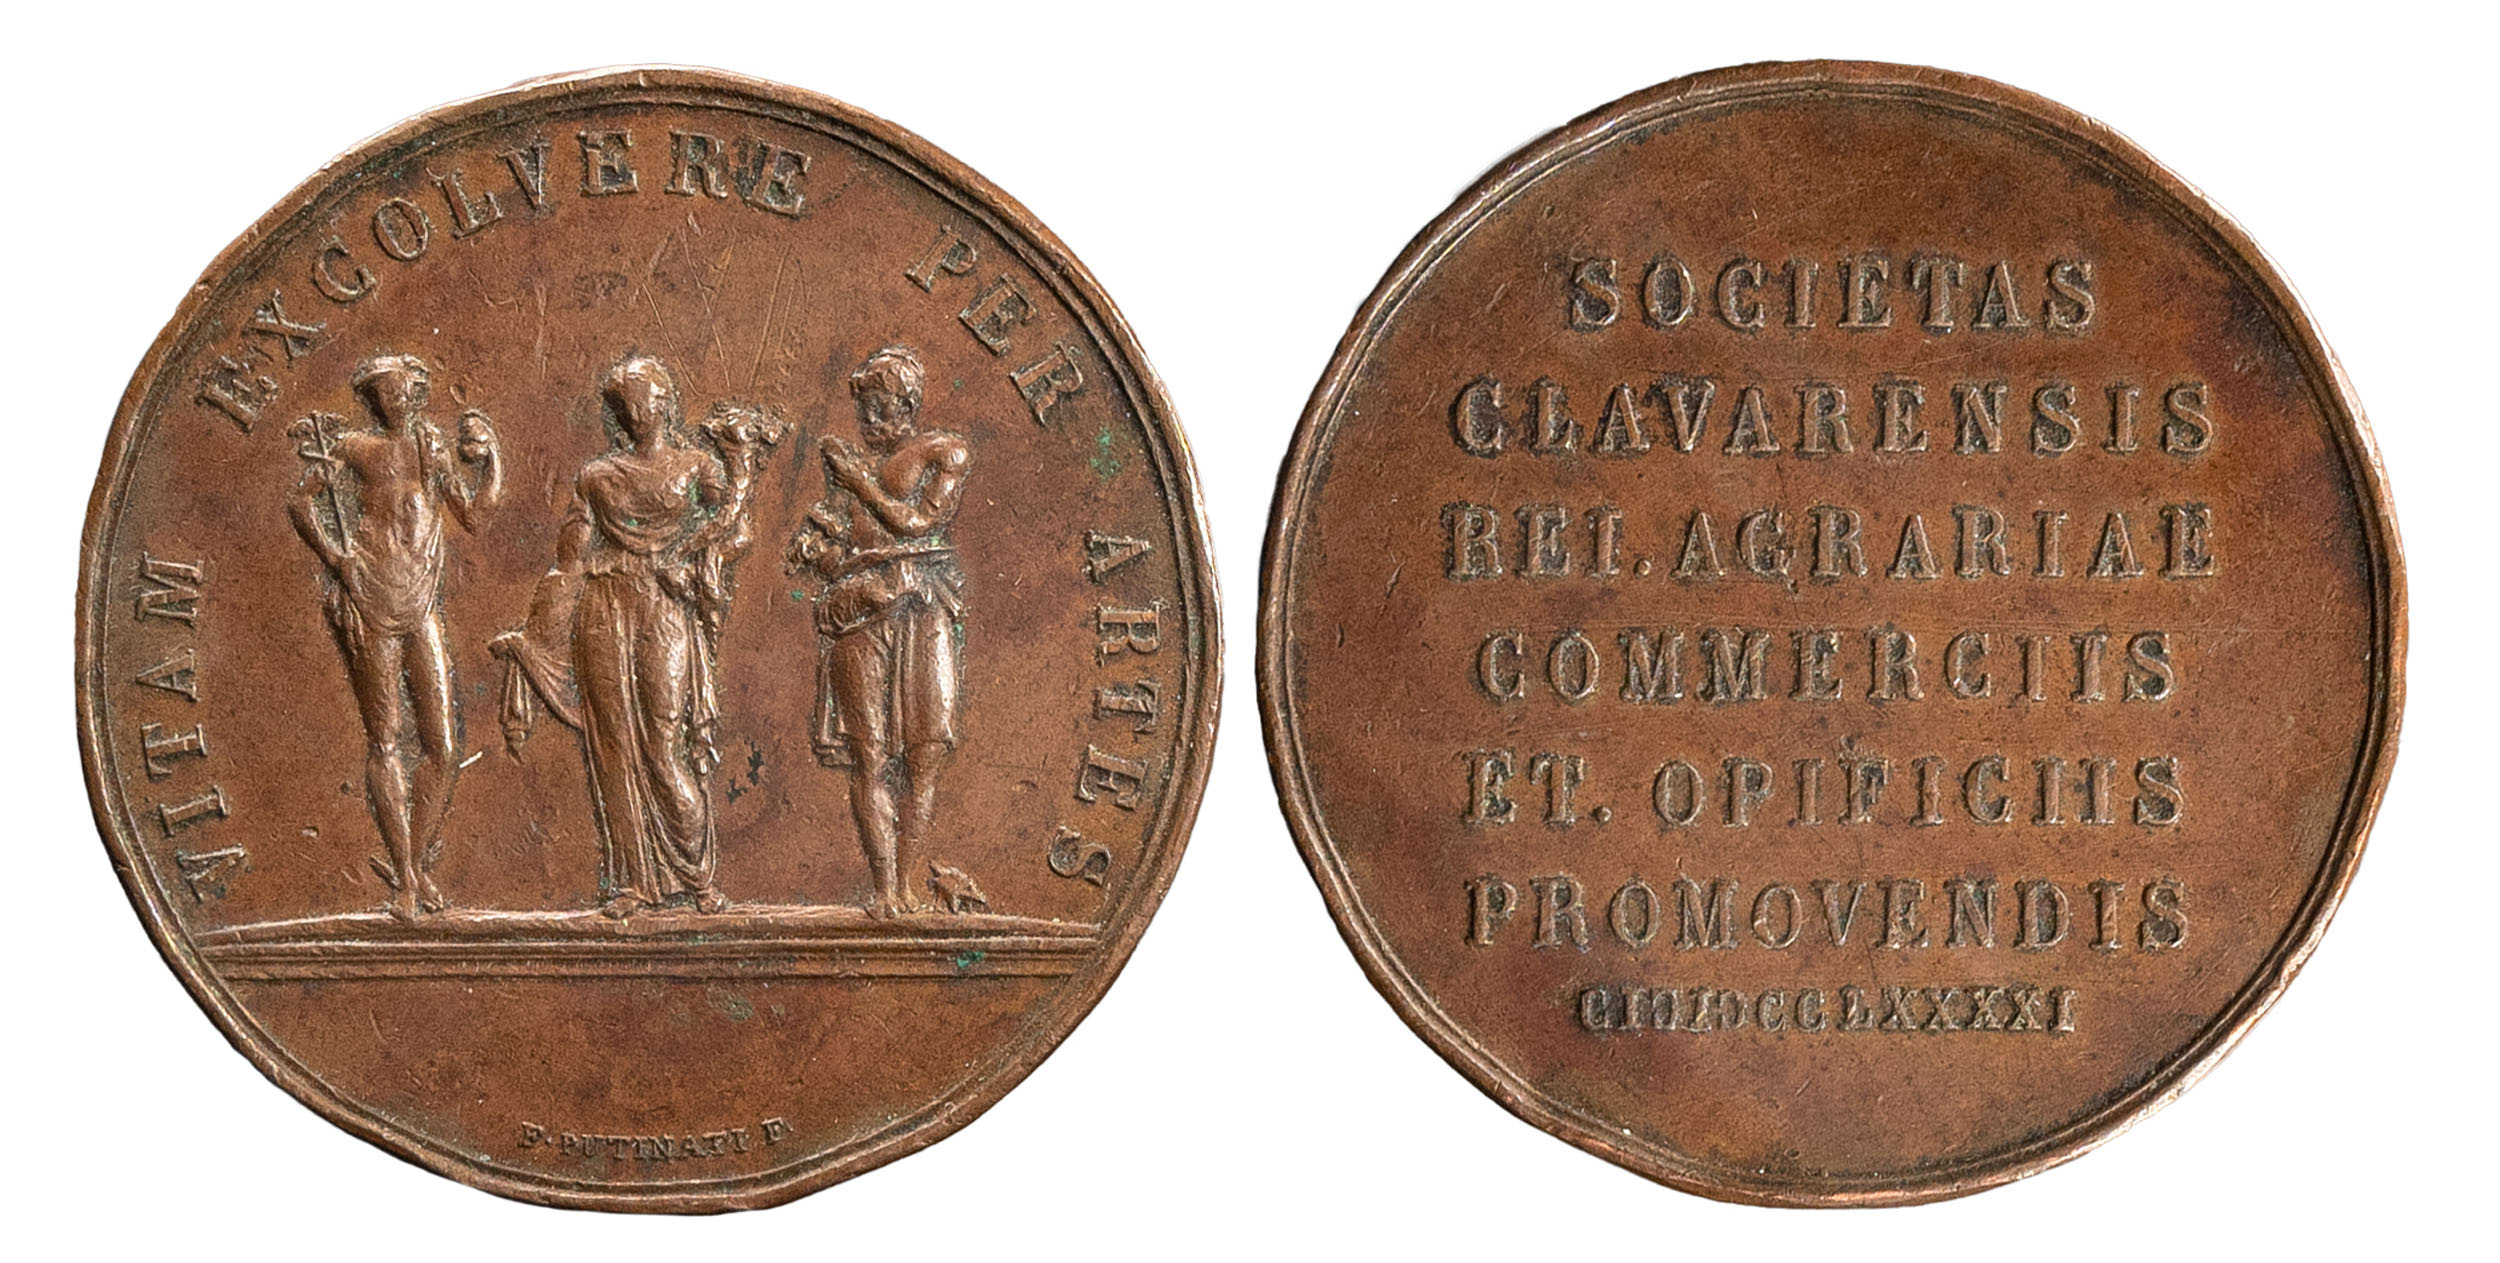 VITAM EXCOLVERE PER ARTES
F. PUTINATI F.
SOCIETAS
CLAVARENSIS
REI. AGRARIAE
COMMERCIIS
ET. OPIFICIIS
PROMOVENDIS
CIƆIƆCCLXXXXI